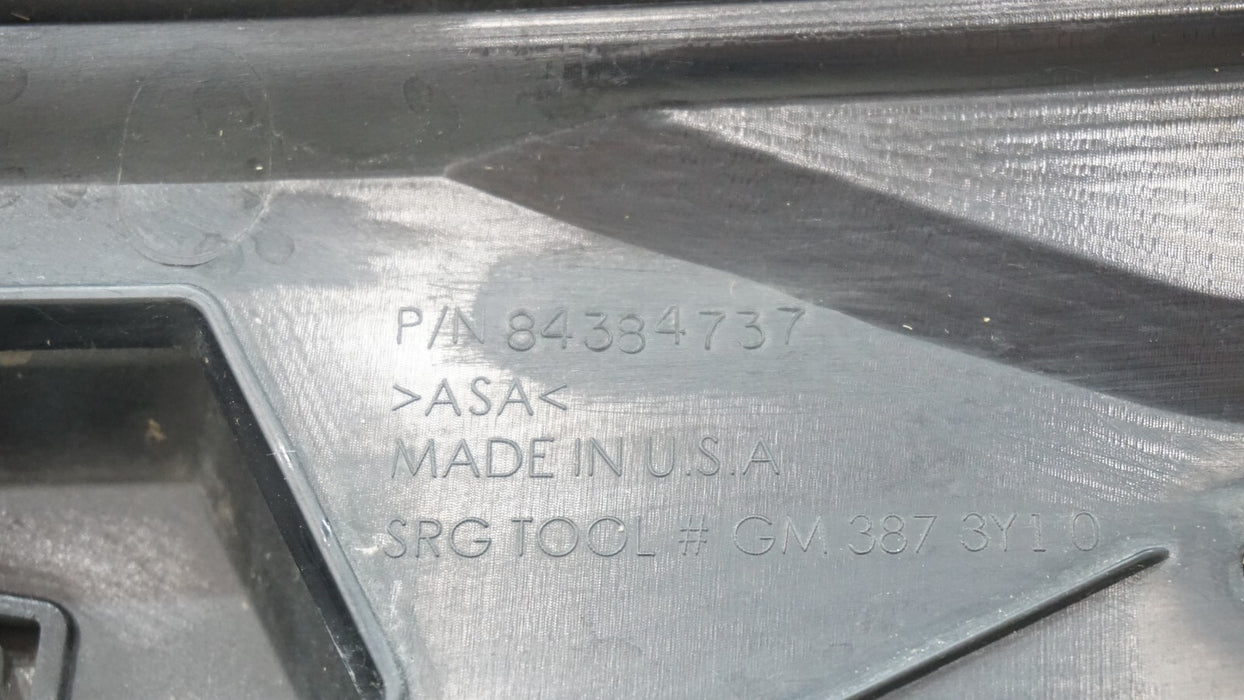 P/N 84384737
>ASA<
MADE IN U.S.A
SRG TOOL # GM 387 3Y1 0